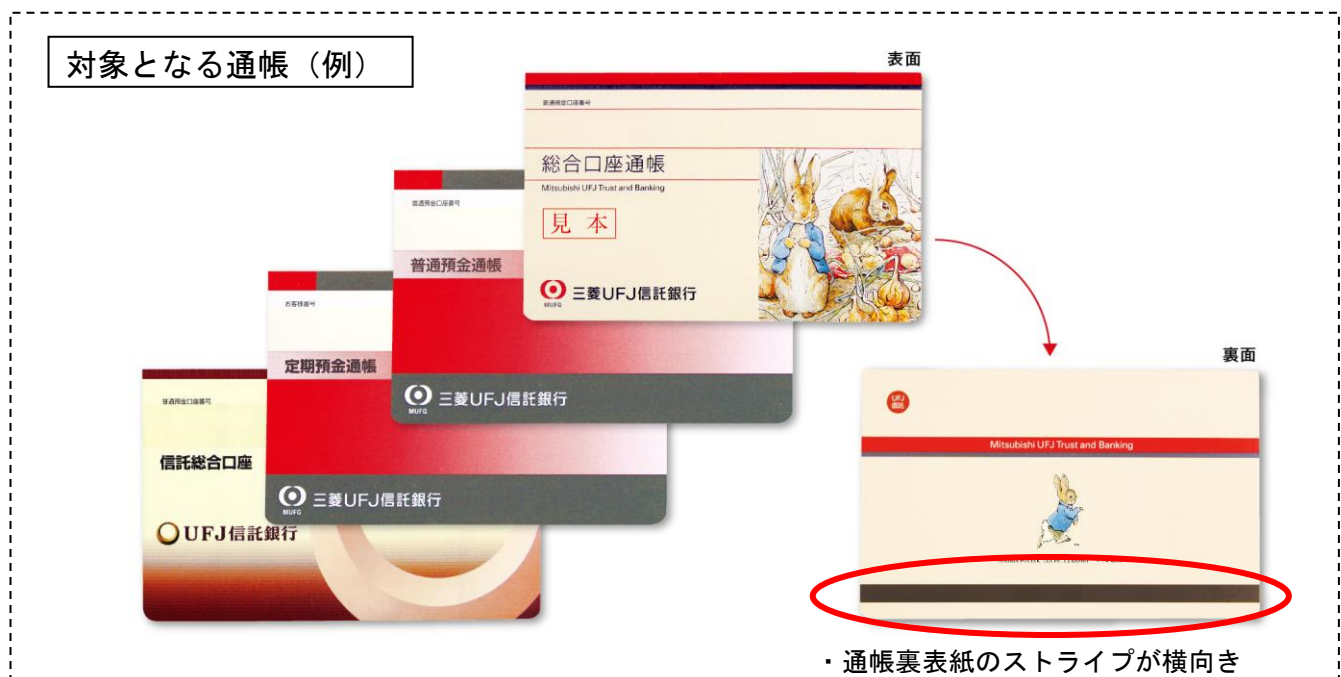 対象となる通帳（例）
表面
普通預金口座番号
総合口座通帳
Mitsubishi UFJ Trust and Banking
見本
MUFG
三菱UFJ信託銀行
普通預金口座番号
普通預金通帳
MUFG
三菱UFJ信託銀行
お客様番号
定期預金通帳
MUFG
三菱UFJ信託銀行
普通預金口座番号
信託総合口座
UFJ信託銀行
裏面
UFJ
信託
Mitsubishi UFJ Trust and Banking
・通帳裏表紙のストライプが横向き